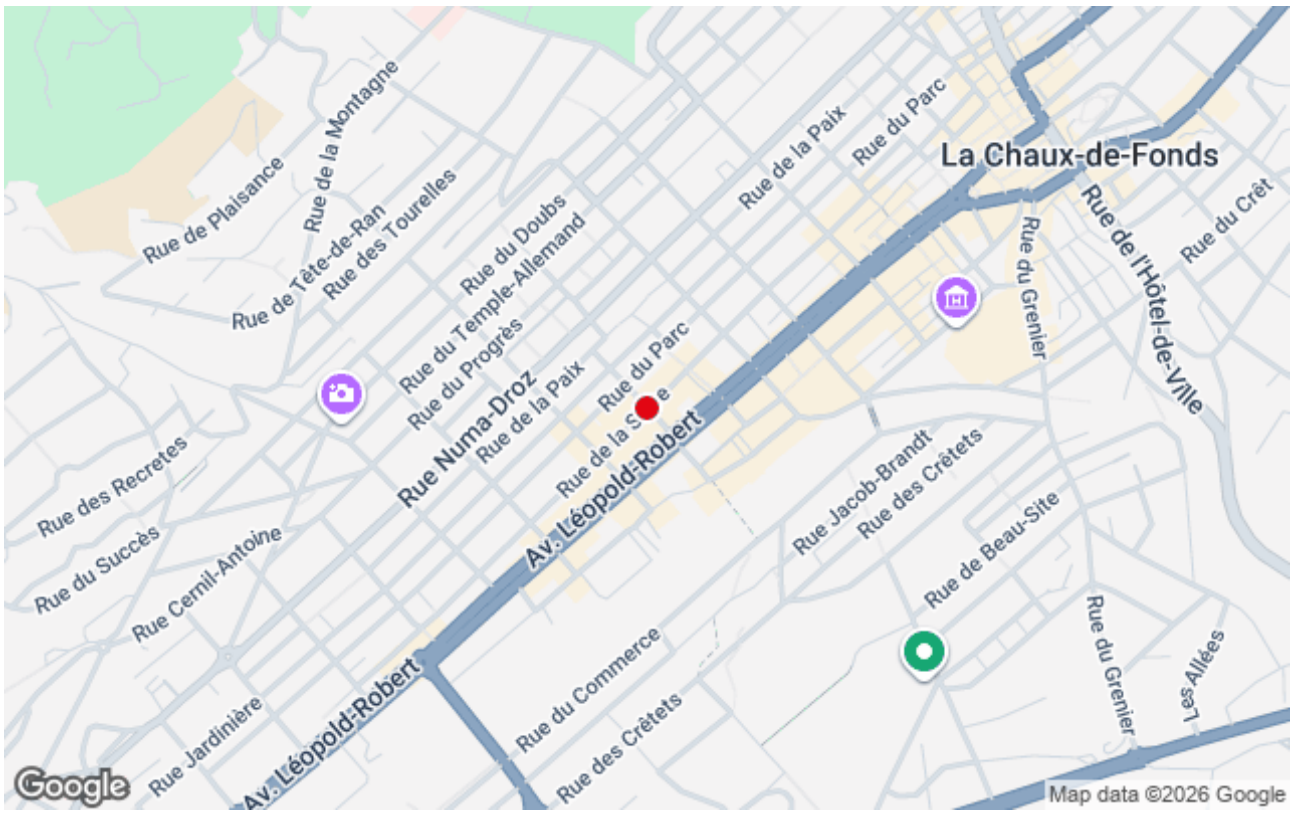 Rue de la Montagne
Rue du Parc
Rue de la Paix
La Chaux-de-Fonds
Rue de Plaisance
Rue de Tête-de-Ran
Rue des Tourelles
Rue du Doubs
Rue du Temple-Allemand
Rue du Progrès
Rue du Crêt
Rue de l'Hôtel-de-Ville
Rue du Grenier
Rue du Parc
Rue de la Paix
Rue Numa-Droz
Rue de la S
e
Av. Léopold-Robert
Rue des Recretes
Rue du Succès
Rue Cernil-Antoine
Rue Jacob-Brandt
Rue des Crêtets
Rue de Beau-Site
Rue du Grenier
Les Allées
Rue du Commerce
Rue des Crêtets
Rue Jardinière
Av. Léopold-Robert
Google
Map data ©2026 Google